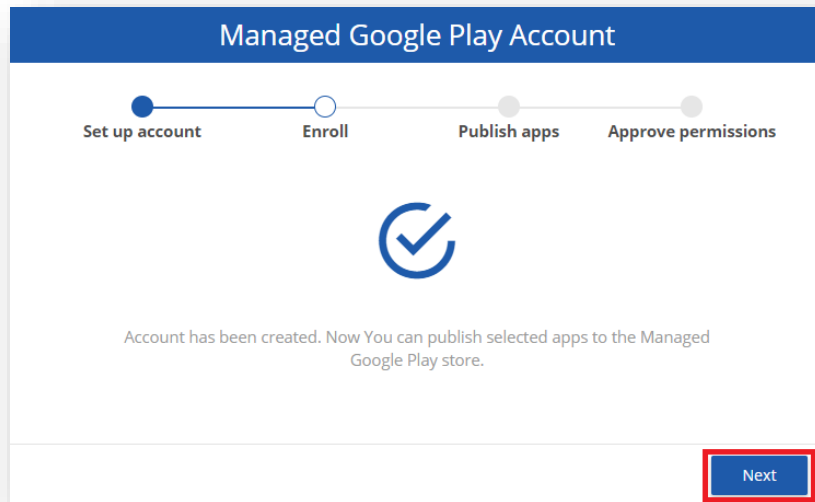 Managed Google Play Account
Set up account Enroll Publish apps Approve permissions
Account has been created. Now You can publish selected apps to the Managed
Google Play store.
Next